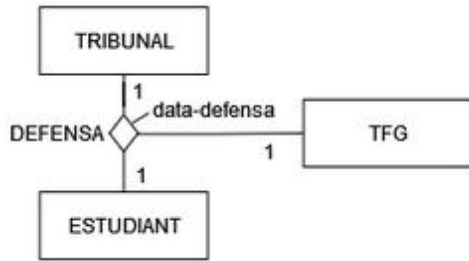 TRIBUNAL
1
data-defensa
DEFENSA
TFG
1
1
ESTUDIANT